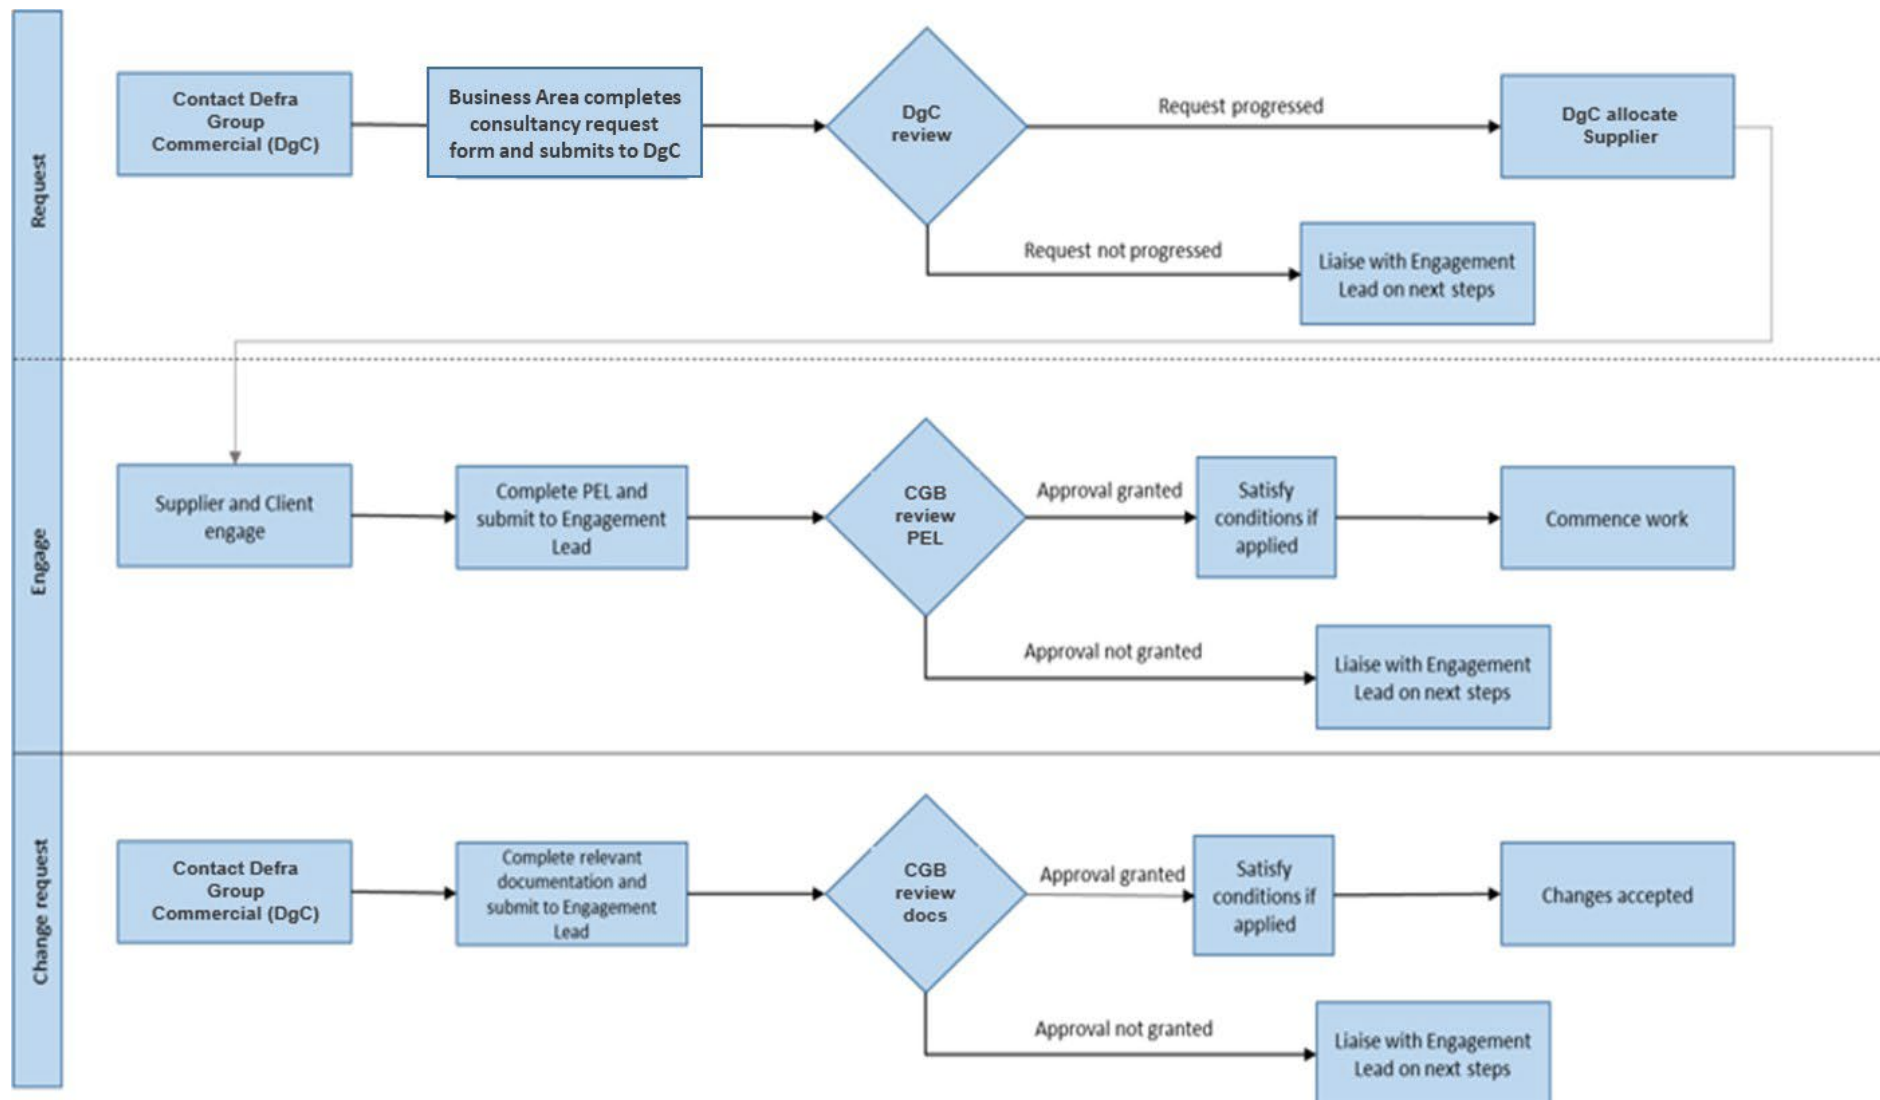 Request
Contact Defra
Group
Commercial (DgC)
Business Area completes
consultancy request
form and submits to DgC
DgC
review
Request progressed
DgC allocate
Supplier
Request not progressed
Liaise with Engagement
Lead on next steps
Engage
Supplier and Client
engage
Complete PEL and
submit to Engagement
Lead
CGB
review
PEL
Approval granted
Satisfy
conditions if
applied
Commence work
Approval not granted
Liaise with Engagement
Lead on next steps
Change request
Contact Defra
Group
Commercial (DgC)
Complete relevant
documentation and
submit to Engagement
Lead
CGB
review
docs
Approval granted
Satisfy
conditions if
applied
Changes accepted
Approval not granted
Liaise with Engagement
Lead on next steps